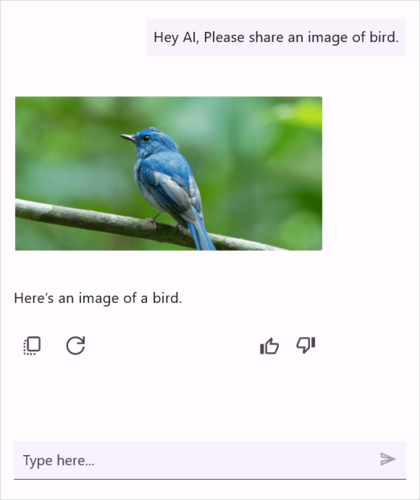 Hey AI, Please share an image of bird.
Here's an image of a bird.
Type here...